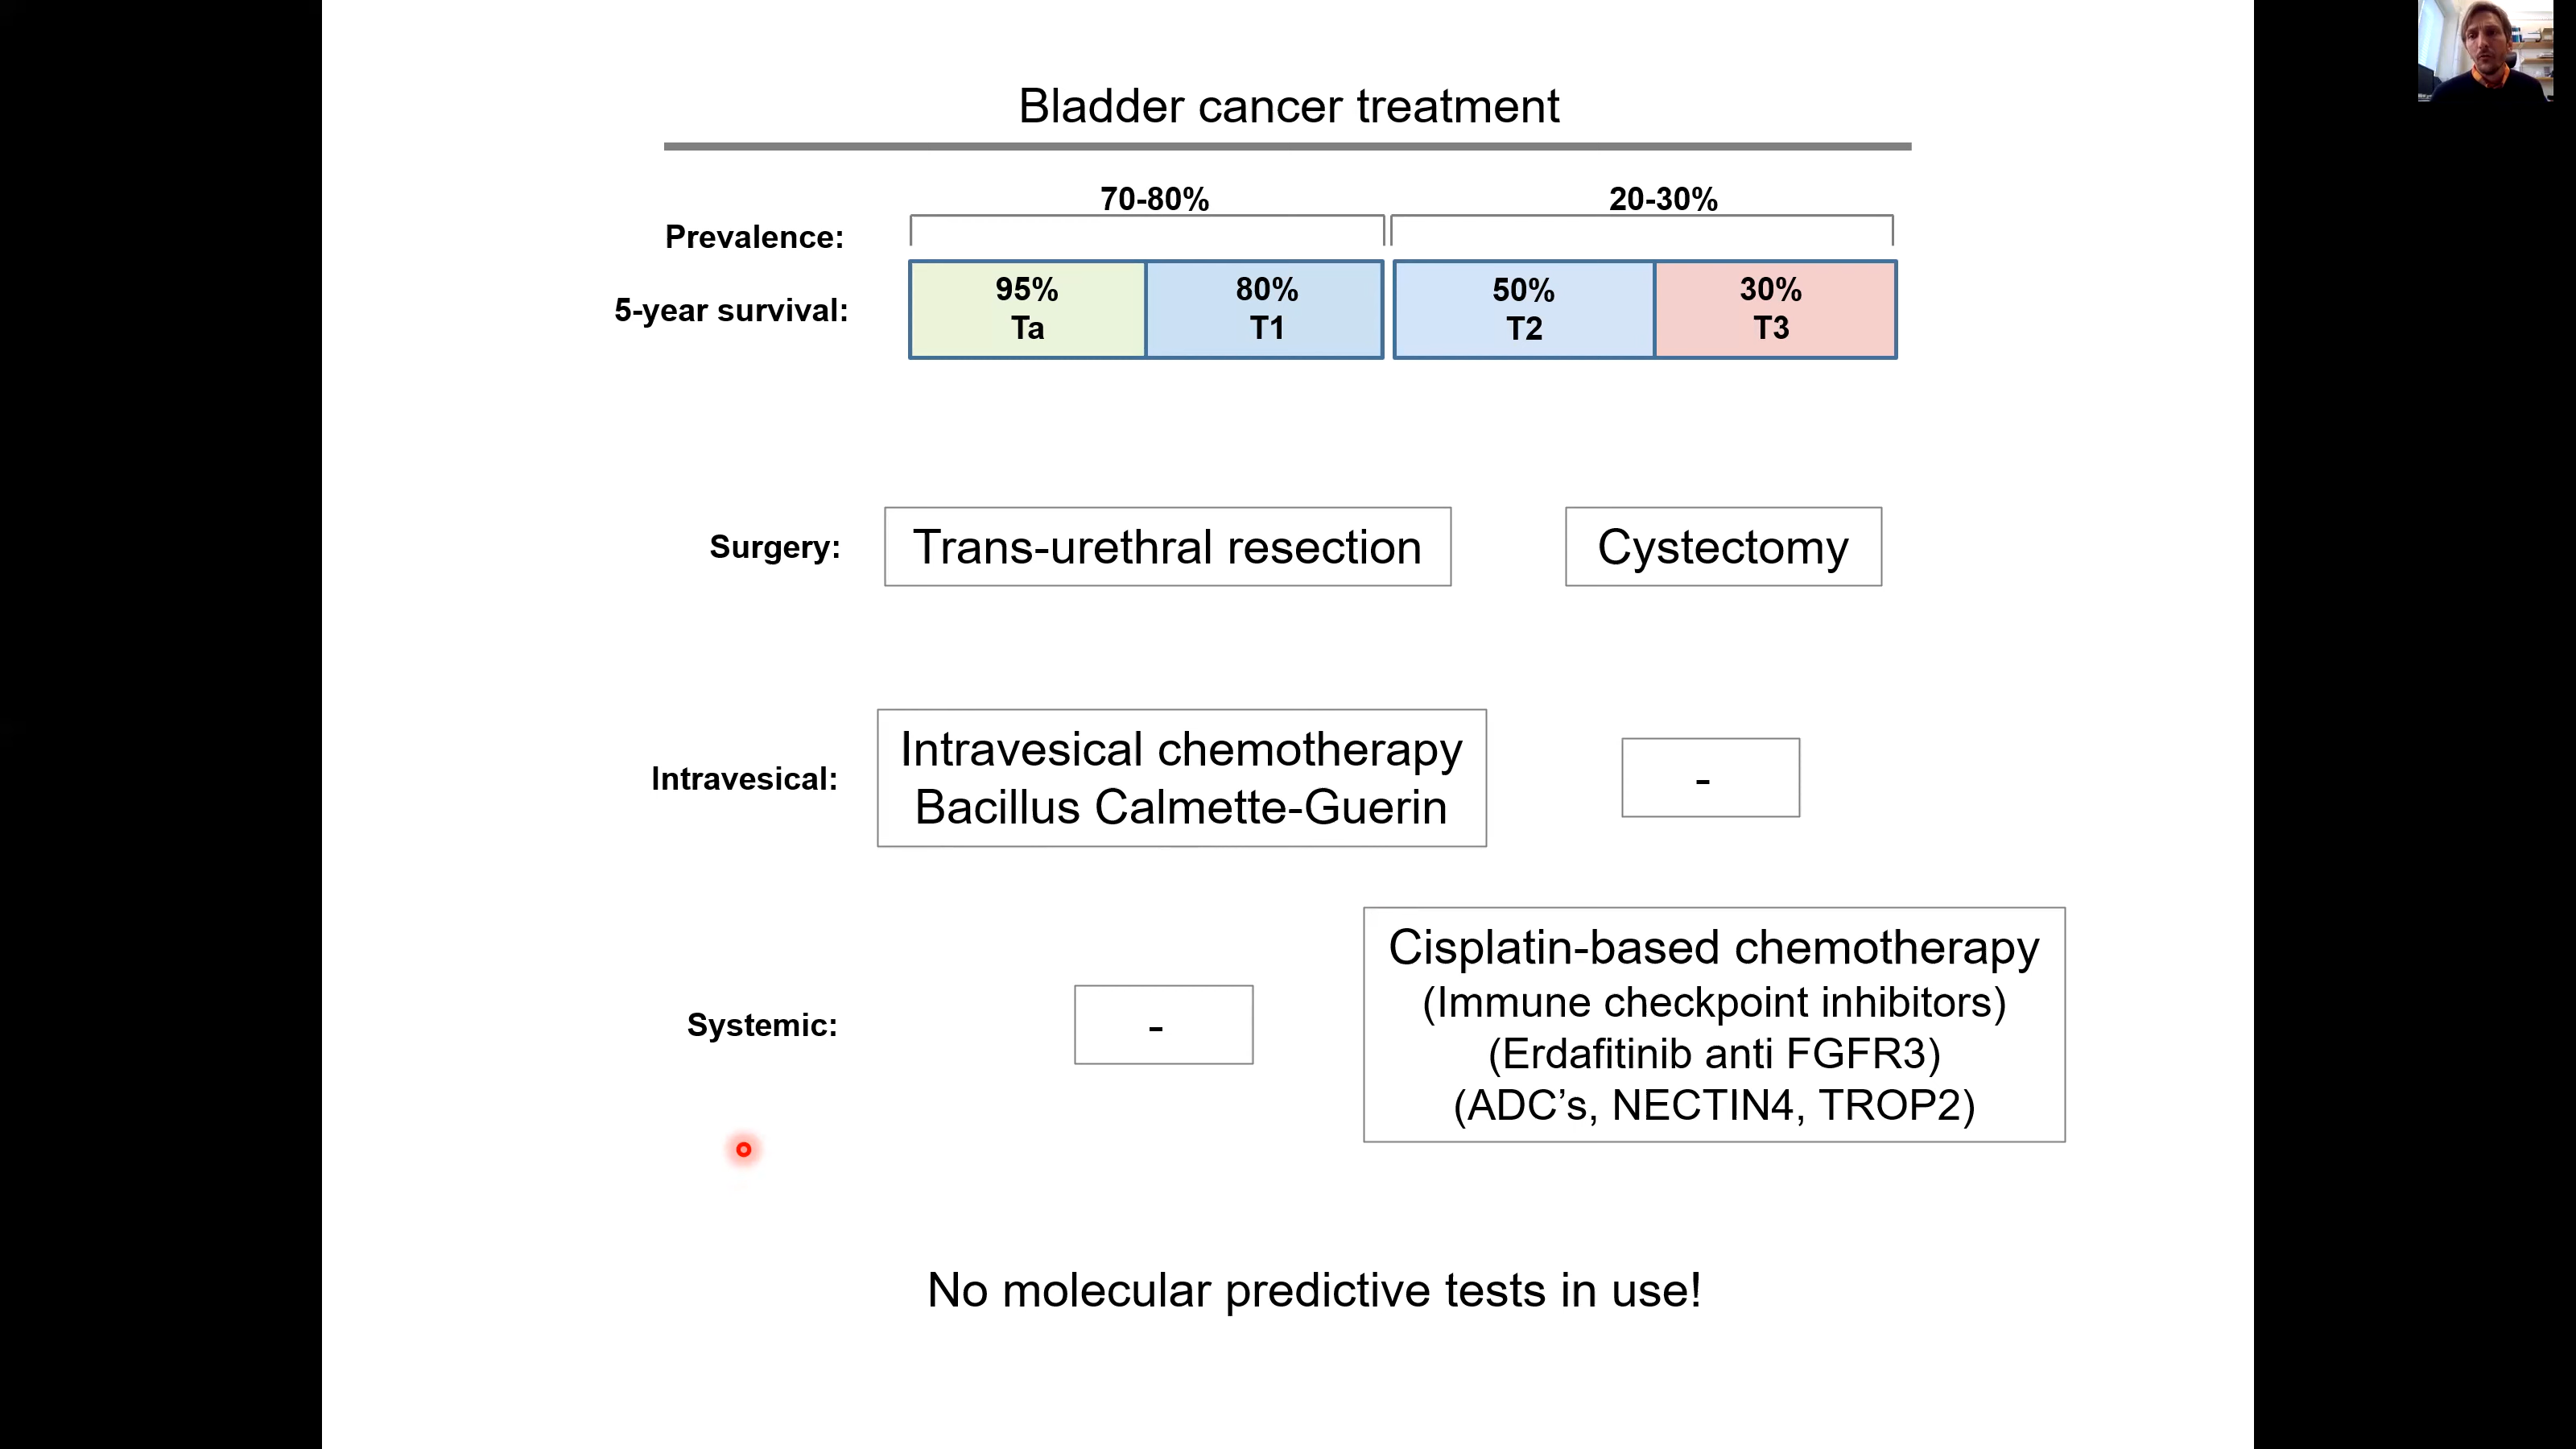 Bladder cancer treatment
70-80%
20-30%
Prevalence:
5-year survival:
95%
Ta
80%
T1
50%
T2
30%
T3
Surgery:
Trans-urethral resection
Cystectomy
Intravesical:
Intravesical chemotherapy
Bacillus Calmette-Guerin
-
Systemic:
-
Cisplatin-based chemotherapy
(Immune checkpoint inhibitors)
(Erdafitinib anti FGFR3)
(ADC’s, NECTIN4, TROP2)
No molecular predictive tests in use!